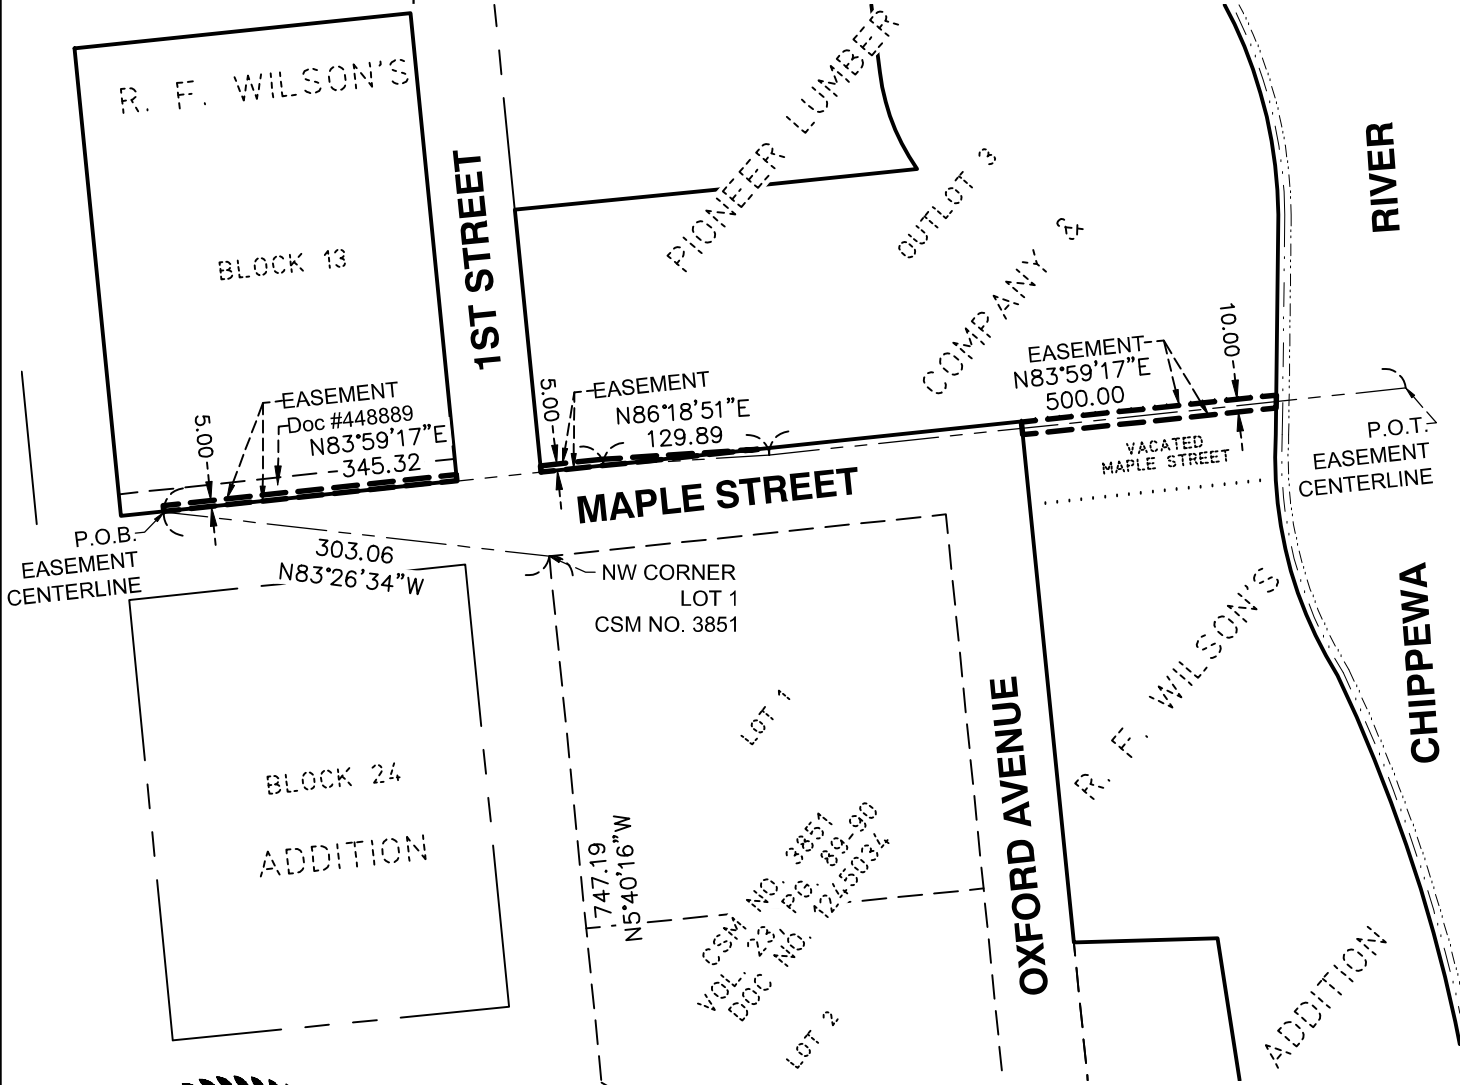 R. F. WILSON'S
BLOCK 13
1ST STREET
PIONEER LUMBER
COMPANY &
OUTLOT 3
RIVER
EASEMENT
Doc #448889
N83°59'17"E
345.32
5.00
5.00
EASEMENT
N86°18'51"E
129.89
EASEMENT
N83°59'17"E
500.00
10.00
VACATED
MAPLE STREET
P.O.T.
EASEMENT
CENTERLINE
MAPLE STREET
P.O.B.
EASEMENT
CENTERLINE
303.06
N83°26'34"W
NW CORNER
LOT 1
CSM NO. 3851
LOT 1
BLOCK 24
ADDITION
747.19
N5°40'16"W
CSM NO. 3851
VOL. 23, PG. 89-90
DOC NO. 1245034
LOT 2
OXFORD AVENUE
R. F. WILSON'S
ADDITION
CHIPPEWA